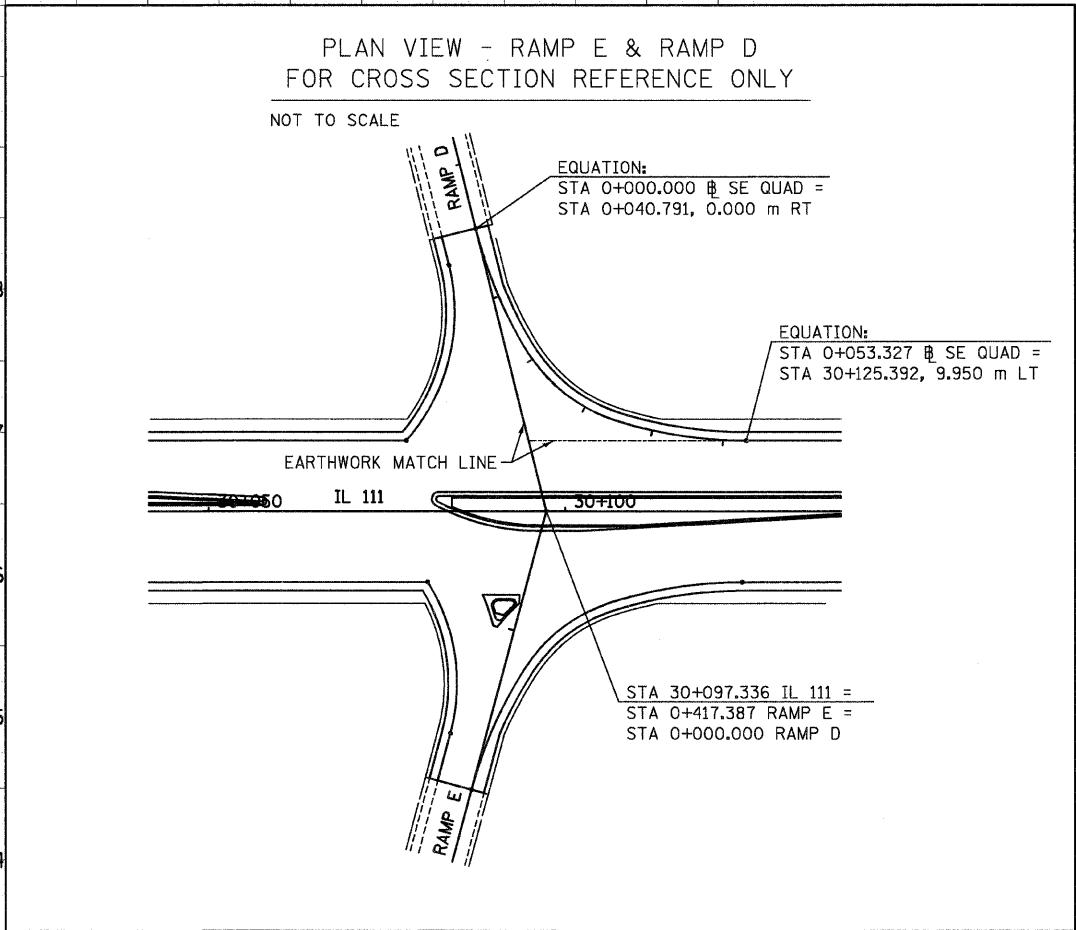 PLAN VIEW - RAMP E & RAMP D
FOR CROSS SECTION REFERENCE ONLY
NOT TO SCALE
RAMP D
EQUATION:
STA 0+000.000 ⅊ SE QUAD =
STA 0+040.791, 0.000 m RT
EQUATION:
STA 0+053.327 ⅊ SE QUAD =
STA 30+125.392, 9.950 m LT
EARTHWORK MATCH LINE
30+050
IL 111
30+100
STA 30+097.336 IL 111 =
STA 0+417.387 RAMP E =
STA 0+000.000 RAMP D
RAMP E